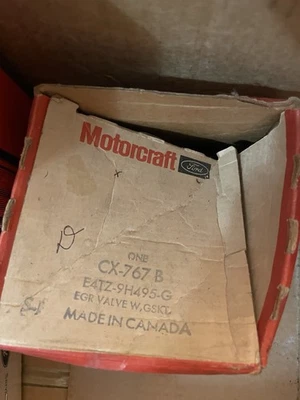 Motorcraft
Ford
ONE
CX-767 B
E4TZ-9H495-G
EGR VALVE W,GSKT,
MADE IN CANADA